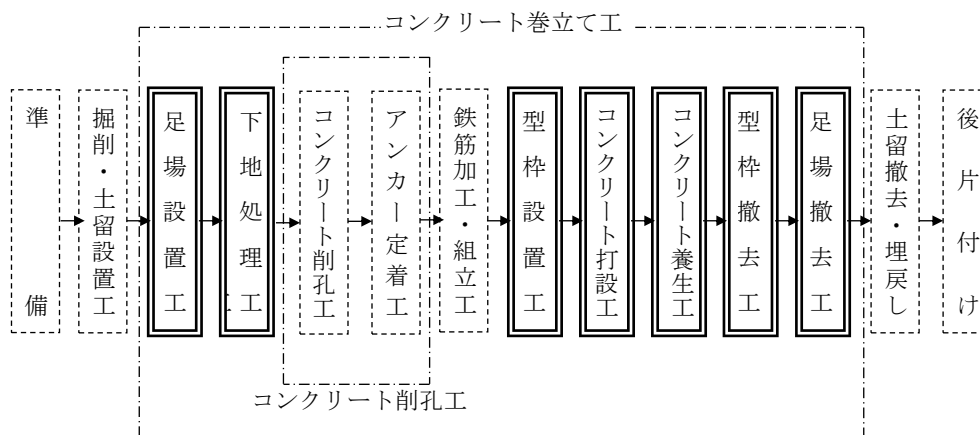 コンクリート巻立て工
準備
掘削・土留設置工
足場設置工
下地処理工
工
コンクリート削孔工
アンカー定着工
鉄筋加工・組立工
型枠設置工
コンクリート打設工
コンクリート養生工
型枠撤去工
足場撤去工
土留撤去・埋戻し
後片付け
コンクリート削孔工